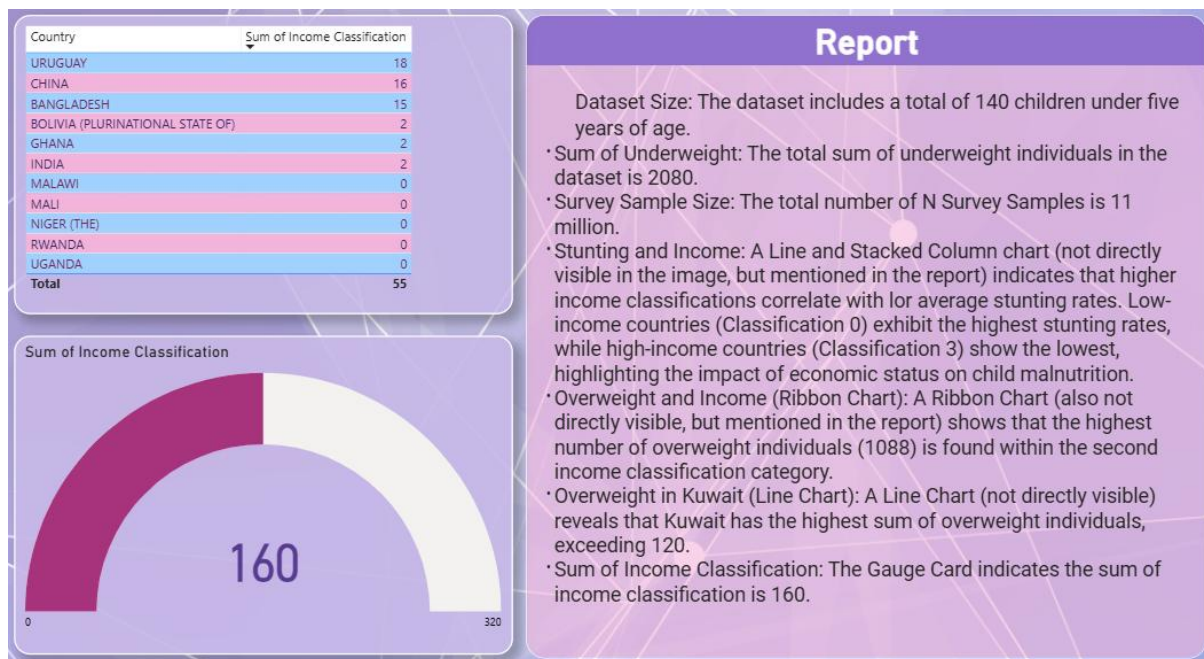 Country Sum of Income Classification
URUGUAY 18
CHINA 16
BANGLADESH 15
BOLIVIA (PLURINATIONAL STATE OF) 2
GHANA 2
INDIA 2
MALAWI 0
MALI 0
NIGER (THE) 0
RWANDA 0
UGANDA 0
Total 55
Sum of Income Classification
160
0 320
Report
Dataset Size: The dataset includes a total of 140 children under five
years of age.
· Sum of Underweight: The total sum of underweight individuals in the
dataset is 2080.
· Survey Sample Size: The total number of N Survey Samples is 11
million.
· Stunting and Income: A Line and Stacked Column chart (not directly
visible in the image, but mentioned in the report) indicates that higher
income classifications correlate with lor average stunting rates. Low-
income countries (Classification 0) exhibit the highest stunting rates,
while high-income countries (Classification 3) show the lowest,
highlighting the impact of economic status on child malnutrition.
· Overweight and Income (Ribbon Chart): A Ribbon Chart (also not
directly visible, but mentioned in the report) shows that the highest
number of overweight individuals (1088) is found within the second
income classification category.
· Overweight in Kuwait (Line Chart): A Line Chart (not directly visible)
reveals that Kuwait has the highest sum of overweight individuals,
exceeding 120.
· Sum of Income Classification: The Gauge Card indicates the sum of
income classification is 160.